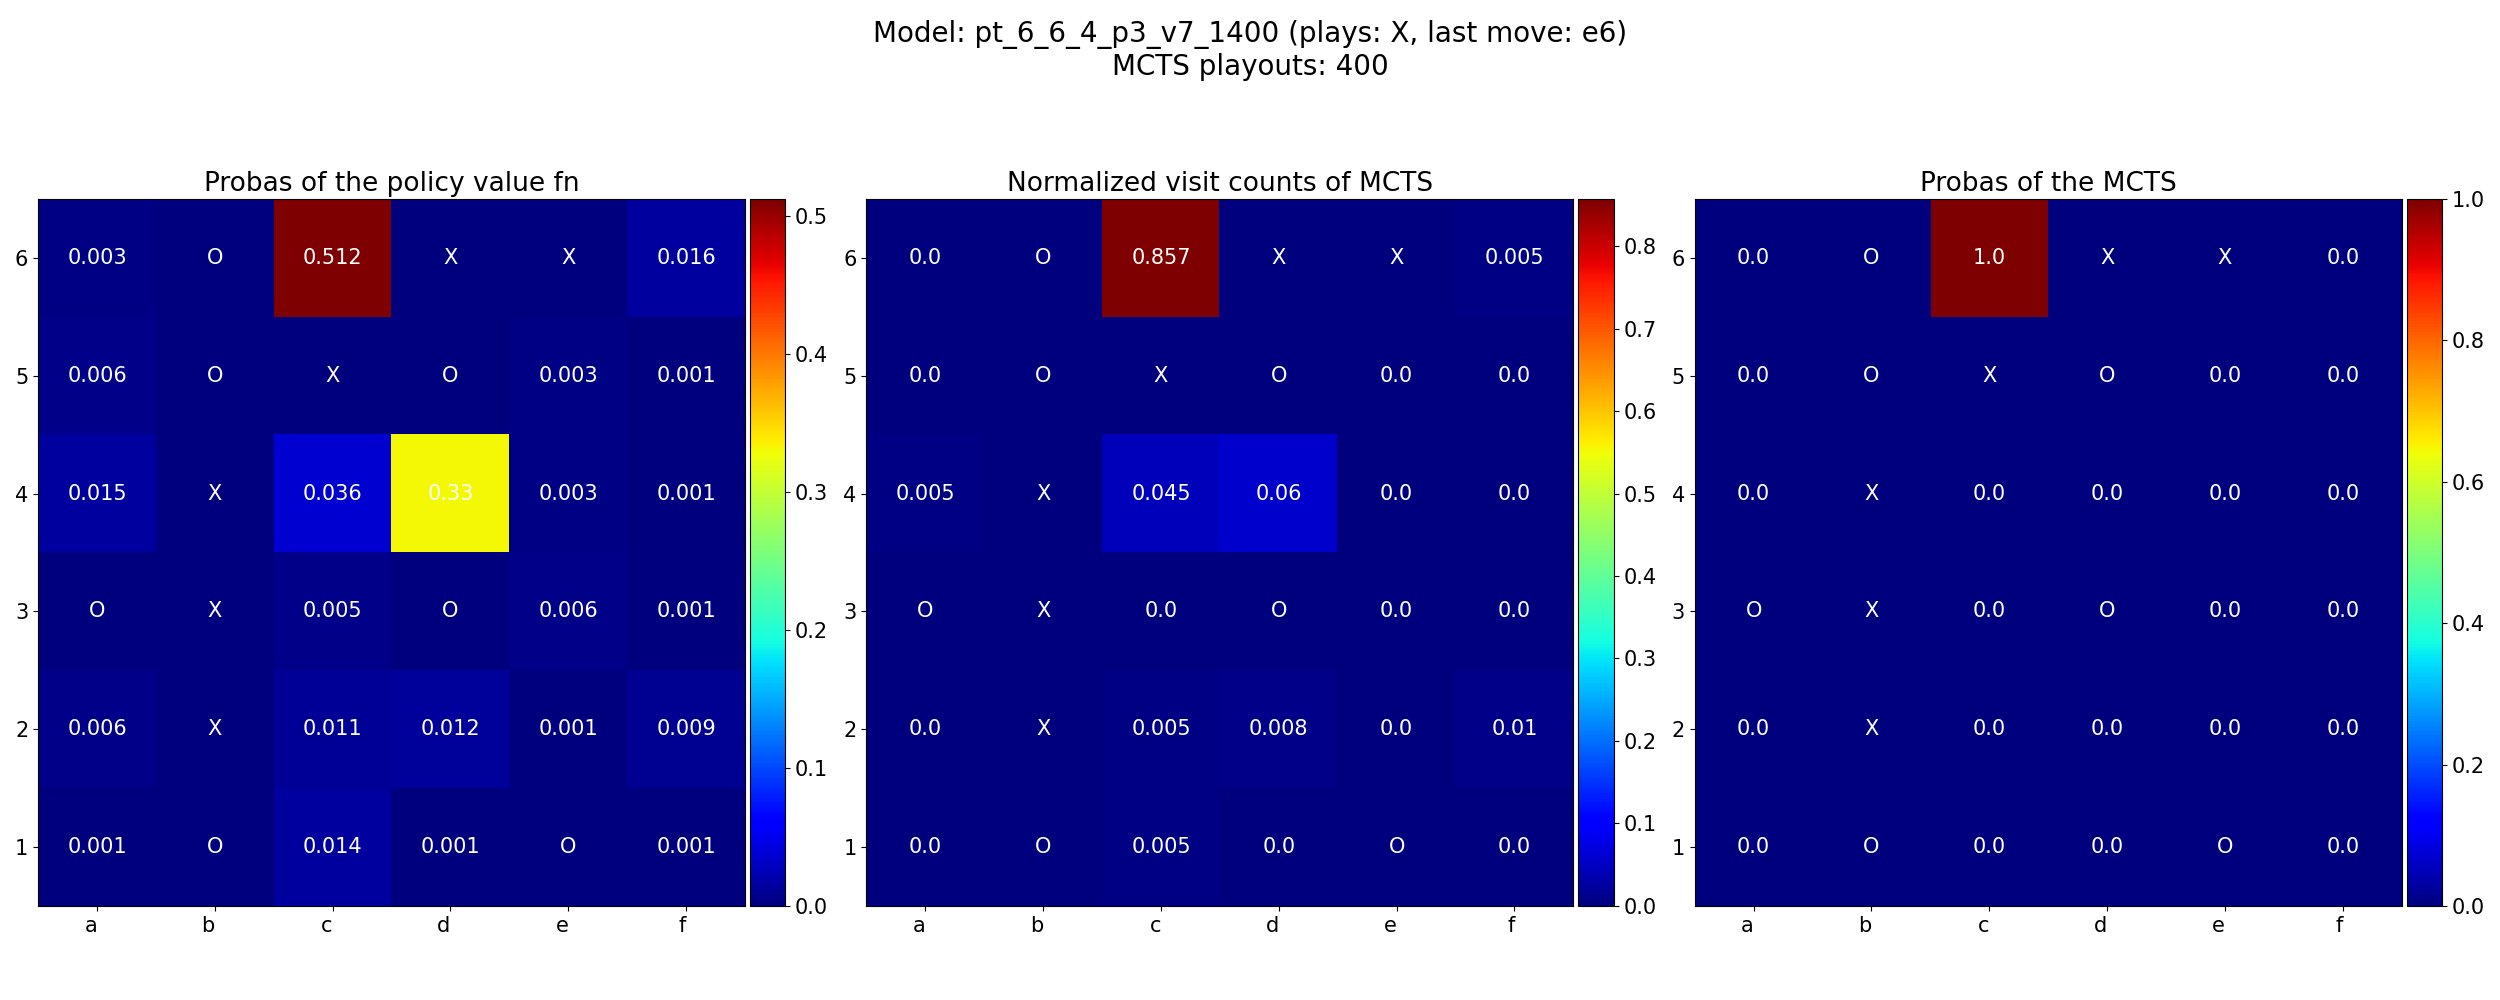 Model: pt_6_6_4_p3_v7_1400 (plays: X, last move: e6)
MCTS playouts: 400
Probas of the policy value fn
6 0.003 O 0.512 X X 0.016
5 0.006 O X O 0.003 0.001
4 0.015 X 0.036 0.33 0.003 0.001
3 O X 0.005 O 0.006 0.001
2 0.006 X 0.011 0.012 0.001 0.009
1 0.001 O 0.014 0.001 O 0.001
a b c d e f
0.5
0.4
0.3
0.2
0.1
0.0
Normalized visit counts of MCTS
6 0.0 O 0.857 X X 0.005
5 0.0 O X O 0.0 0.0
4 0.005 X 0.045 0.06 0.0 0.0
3 O X 0.0 O 0.0 0.0
2 0.0 X 0.005 0.008 0.0 0.01
1 0.0 O 0.005 0.0 O 0.0
a b c d e f
0.8
0.7
0.6
0.5
0.4
0.3
0.2
0.1
0.0
Probas of the MCTS
6 0.0 O 1.0 X X 0.0
5 0.0 O X O 0.0 0.0
4 0.0 X 0.0 0.0 0.0 0.0
3 O X 0.0 O 0.0 0.0
2 0.0 X 0.0 0.0 0.0 0.0
1 0.0 O 0.0 0.0 O 0.0
a b c d e f
1.0
0.8
0.6
0.4
0.2
0.0